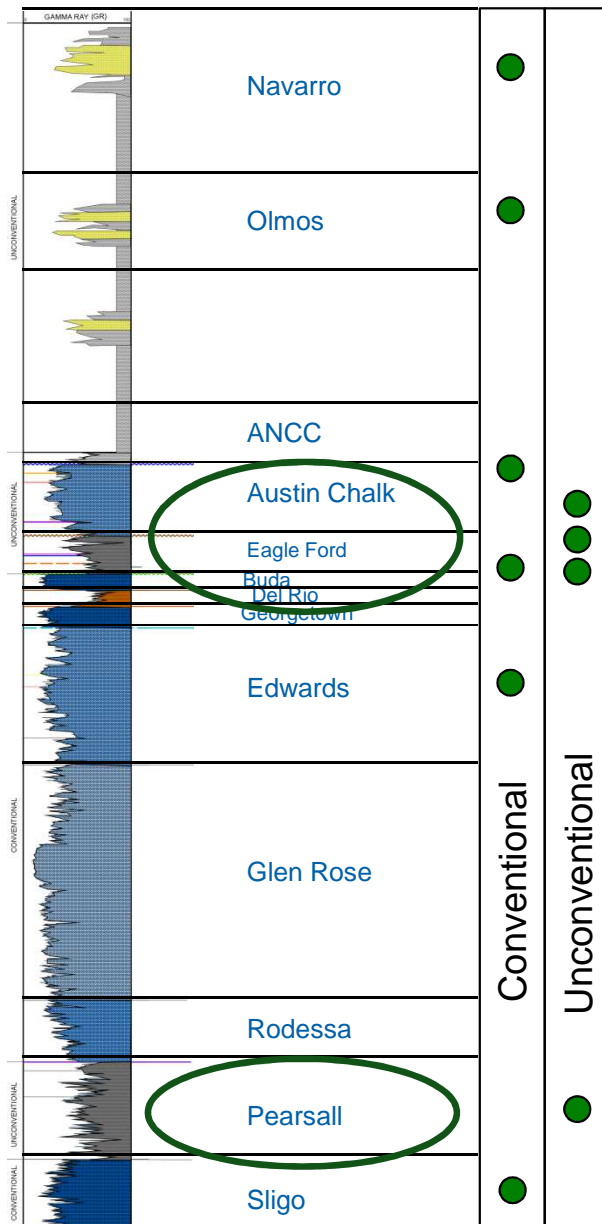 GAMMA RAY (GR)
Navarro
UNCONVENTIONAL
Olmos
ANCC
UNCONVENTIONAL
Austin Chalk
Eagle Ford
Buda
Del Rio
Georgetown
Edwards
CONVENTIONAL
Glen Rose
Rodessa
UNCONVENTIONAL
Pearsall
CONVENTIONAL
Sligo
Conventional
Unconventional